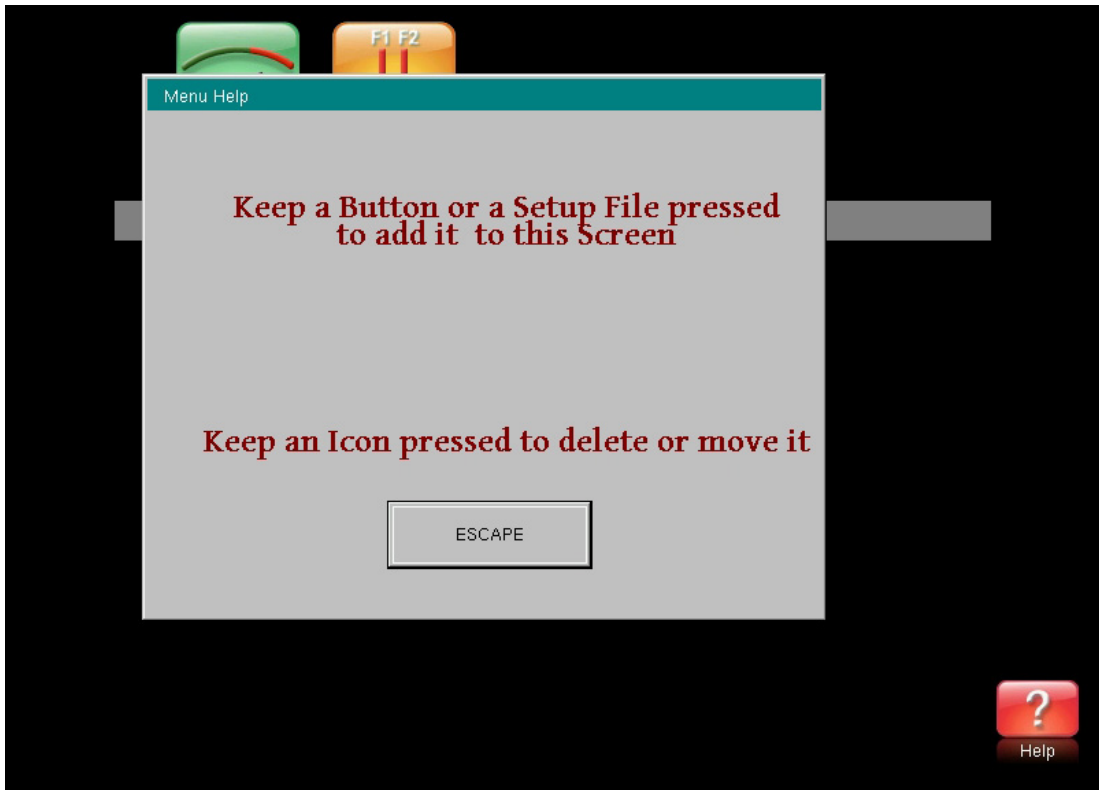 F1 F2
Menu Help
Keep a Button or a Setup File pressed
to add it to this Screen
Keep an Icon pressed to delete or move it
ESCAPE
?
Help